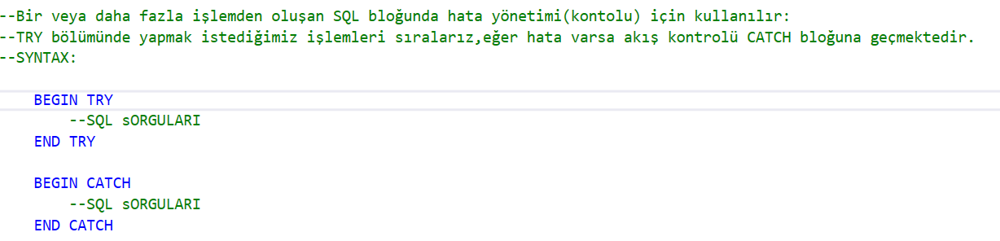 --Bir veya daha fazla işlemden oluşan SQL bloğunda hata yönetimi(kontolu) için kullanılır:
--TRY bölümünde yapmak istediğimiz işlemleri sıralarız,eğer hata varsa akış kontrolü CATCH bloğuna geçmektedir.
--SYNTAX:
BEGIN TRY
--SQL sORGULARI
END TRY
BEGIN CATCH
--SQL sORGULARI
END CATCH